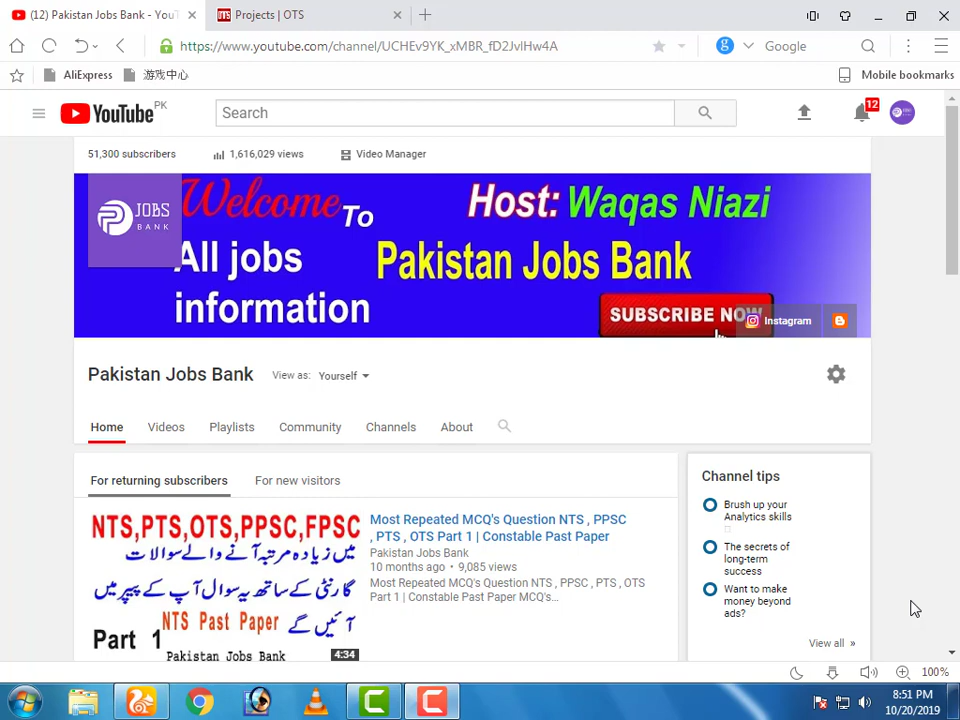 (12) Pakistan Jobs Bank - You
Projects | OTS
https://www.youtube.com/channel/UCHEv9YK_xMBR_fD2JvlHw4A
Google
AliExpress
游戏中心
Mobile bookmarks
YouTube PK
Search
12
51,300 subscribers
1,616,029 views
Video Manager
JOBS
BANK
Welcome To
Host: Waqas Niazi
All jobs
information
Pakistan Jobs Bank
SUBSCRIBE NOW
Instagram
Pakistan Jobs Bank
View as: Yourself
Home Videos Playlists Community Channels About
For returning subscribers
For new visitors
NTS,PTS,OTS,PPSC,FPSC
میں زیادہ مرتبہ آنے والے سوالات
گارنٹی کے ساتھ یہ سوال آپ کے پیپر میں
NTS Past Paper آئیں گے
Part 1
Pakistan Jobs Bank
4:34
Most Repeated MCQ's Question NTS , PPSC
, PTS , OTS Part 1 | Constable Past Paper
Pakistan Jobs Bank
10 months ago • 9,085 views
Most Repeated MCQ's Question NTS , PPSC , PTS , OTS
Part 1 | Constable Past Paper MCQ's...
Channel tips
Brush up your
Analytics skills
The secrets of
long-term
success
Want to make
money beyond
ads?
View all »
100%
8:51 PM
10/20/2019